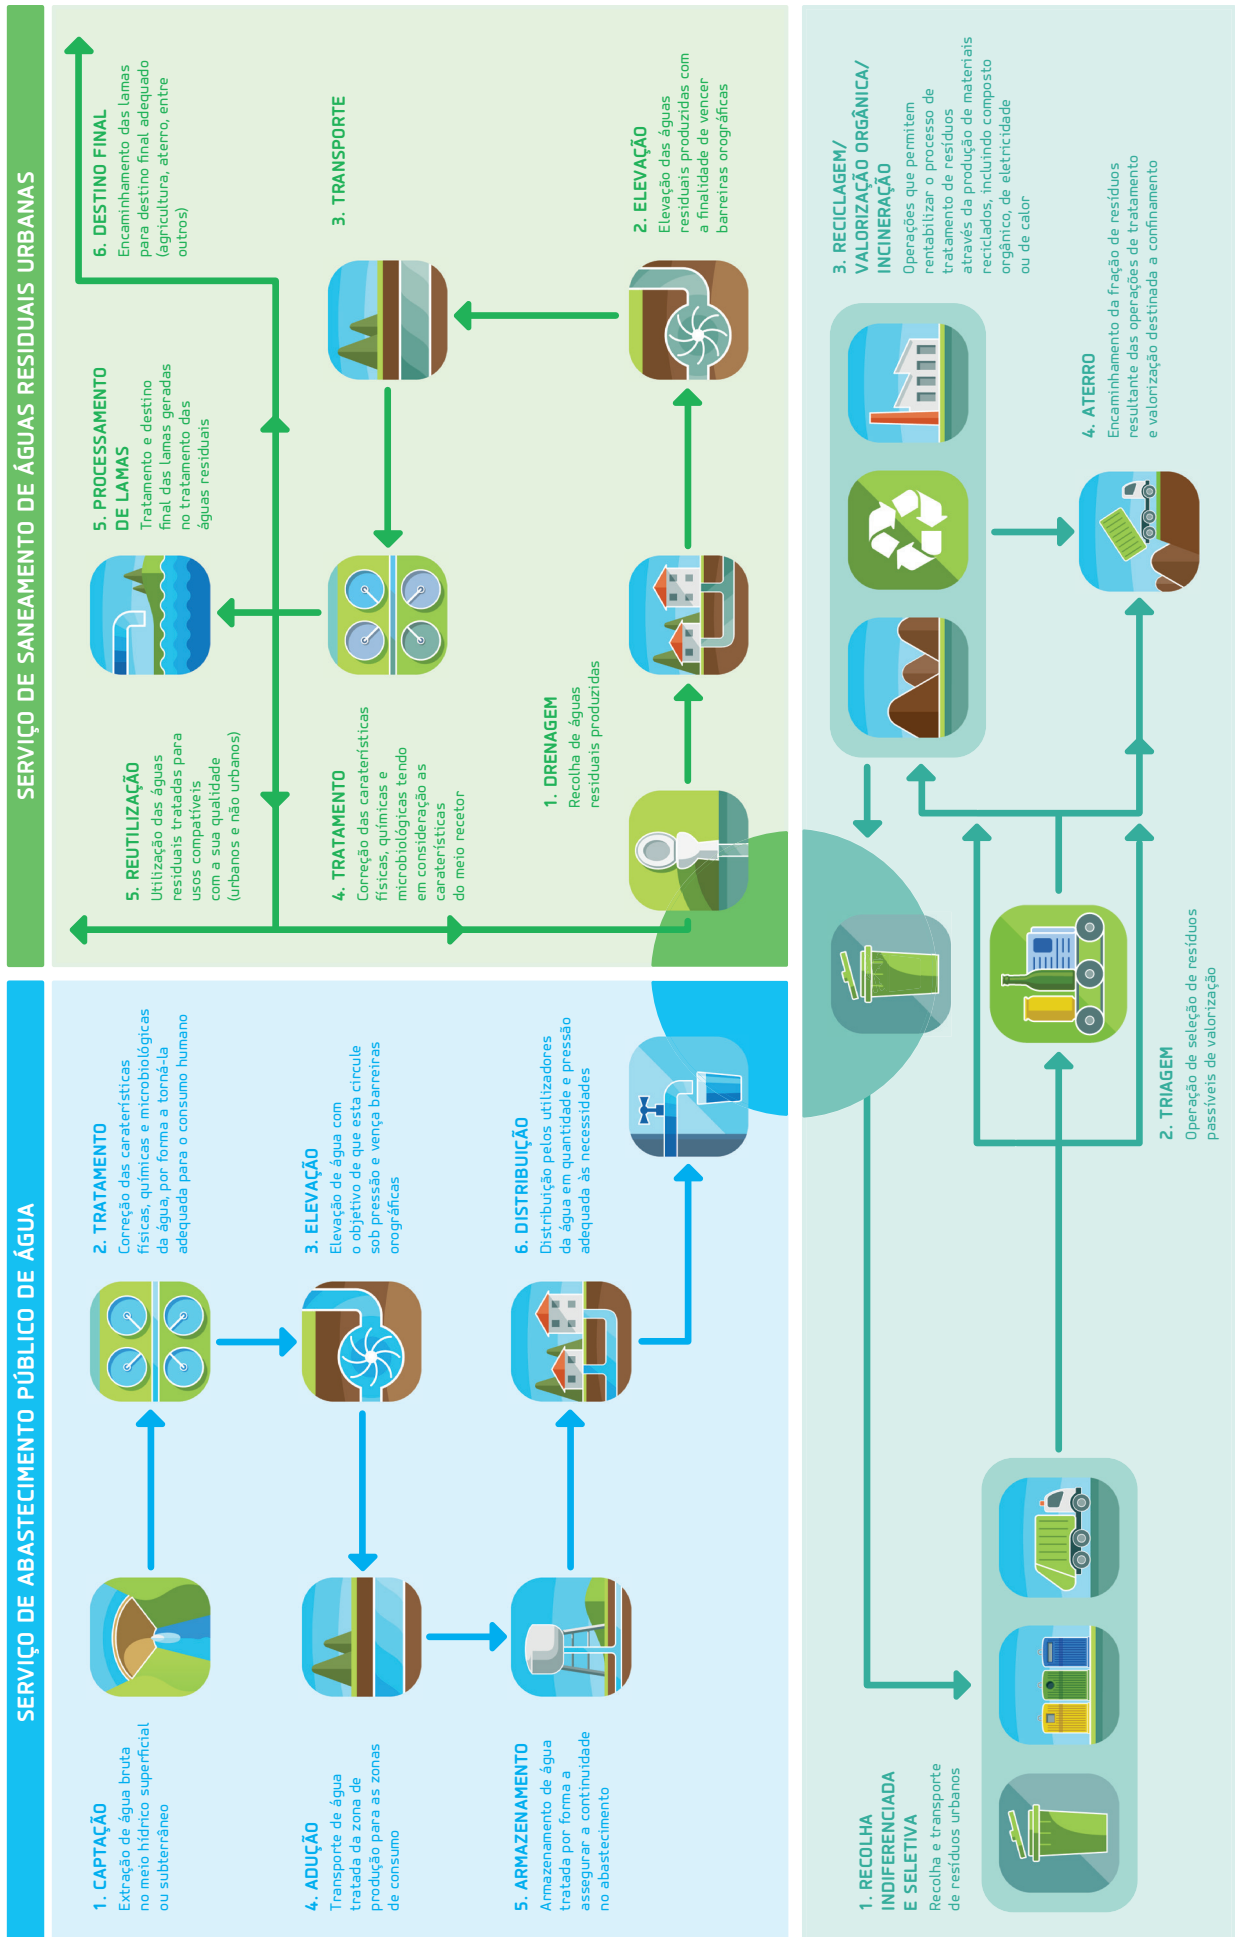 SERVIÇO DE ABASTECIMENTO PÚBLICO DE ÁGUA
1. CAPTAÇÃO
Extração de água bruta
no meio hídrico superficial
ou subterrâneo
2. TRATAMENTO
Correção das caraterísticas
físicas, químicas e microbiológicas
da água, por forma a torná-la
adequada para o consumo humano
3. ELEVAÇÃO
Elevação de água com
o objetivo de que esta circule
sob pressão e vença barreiras
orográficas
4. ADUÇÃO
Transporte de água
tratada da zona de
produção para as zonas
de consumo
5. ARMAZENAMENTO
Armazenamento de água
tratada por forma a
assegurar a continuidade
no abastecimento
6. DISTRIBUIÇÃO
Distribuição pelos utilizadores
da água em quantidade e pressão
adequada às necessidades
SERVIÇO DE SANEAMENTO DE ÁGUAS RESIDUAIS URBANAS
5. REUTILIZAÇÃO
Utilização das águas
residuais tratadas para
usos compatíveis
com a sua qualidade
(urbanos e não urbanos)
5. PROCESSAMENTO
DE LAMAS
Tratamento e destino
final das lamas geradas
no tratamento das
águas residuais
6. DESTINO FINAL
Encaminhamento das lamas
para destino final adequado
(agricultura, aterro, entre
outros)
4. TRATAMENTO
Correção das caraterísticas
físicas, químicas e
microbiológicas tendo
em consideração as
caraterísticas
do meio recetor
3. TRANSPORTE
1. DRENAGEM
Recolha de águas
residuais produzidas
2. ELEVAÇÃO
Elevação das águas
residuais produzidas com
a finalidade de vencer
barreiras orográficas
1. RECOLHA
INDIFERENCIADA
E SELETIVA
Recolha e transporte
de resíduos urbanos
2. TRIAGEM
Operação de seleção de resíduos
passíveis de valorização
3. RECICLAGEM/
VALORIZAÇÃO ORGÂNICA/
INCINERAÇÃO
Operações que permitem
rentabilizar o processo de
tratamento de resíduos
através da produção de materiais
reciclados, incluindo composto
orgânico, de eletricidade
ou de calor
4. ATERRO
Encaminhamento da fração de resíduos
resultante das operações de tratamento
e valorização destinada a confinamento